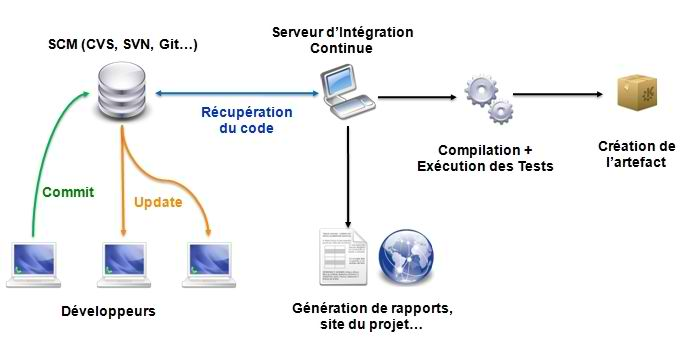 SCM (CVS, SVN, Git…)
Serveur d'Intégration
Continue
Récupération
du code
Compilation +
Exécution des Tests
Création de
l'artefact
Commit
Update
Développeurs
Génération de rapports,
site du projet…